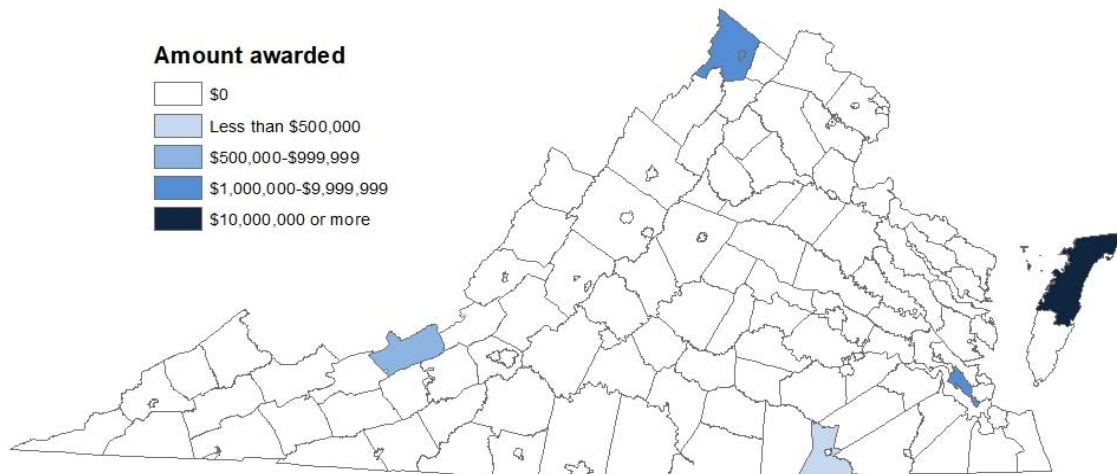 Amount awarded
$0
Less than $500,000
$500,000-$999,999
$1,000,000-$9,999,999
$10,000,000 or more